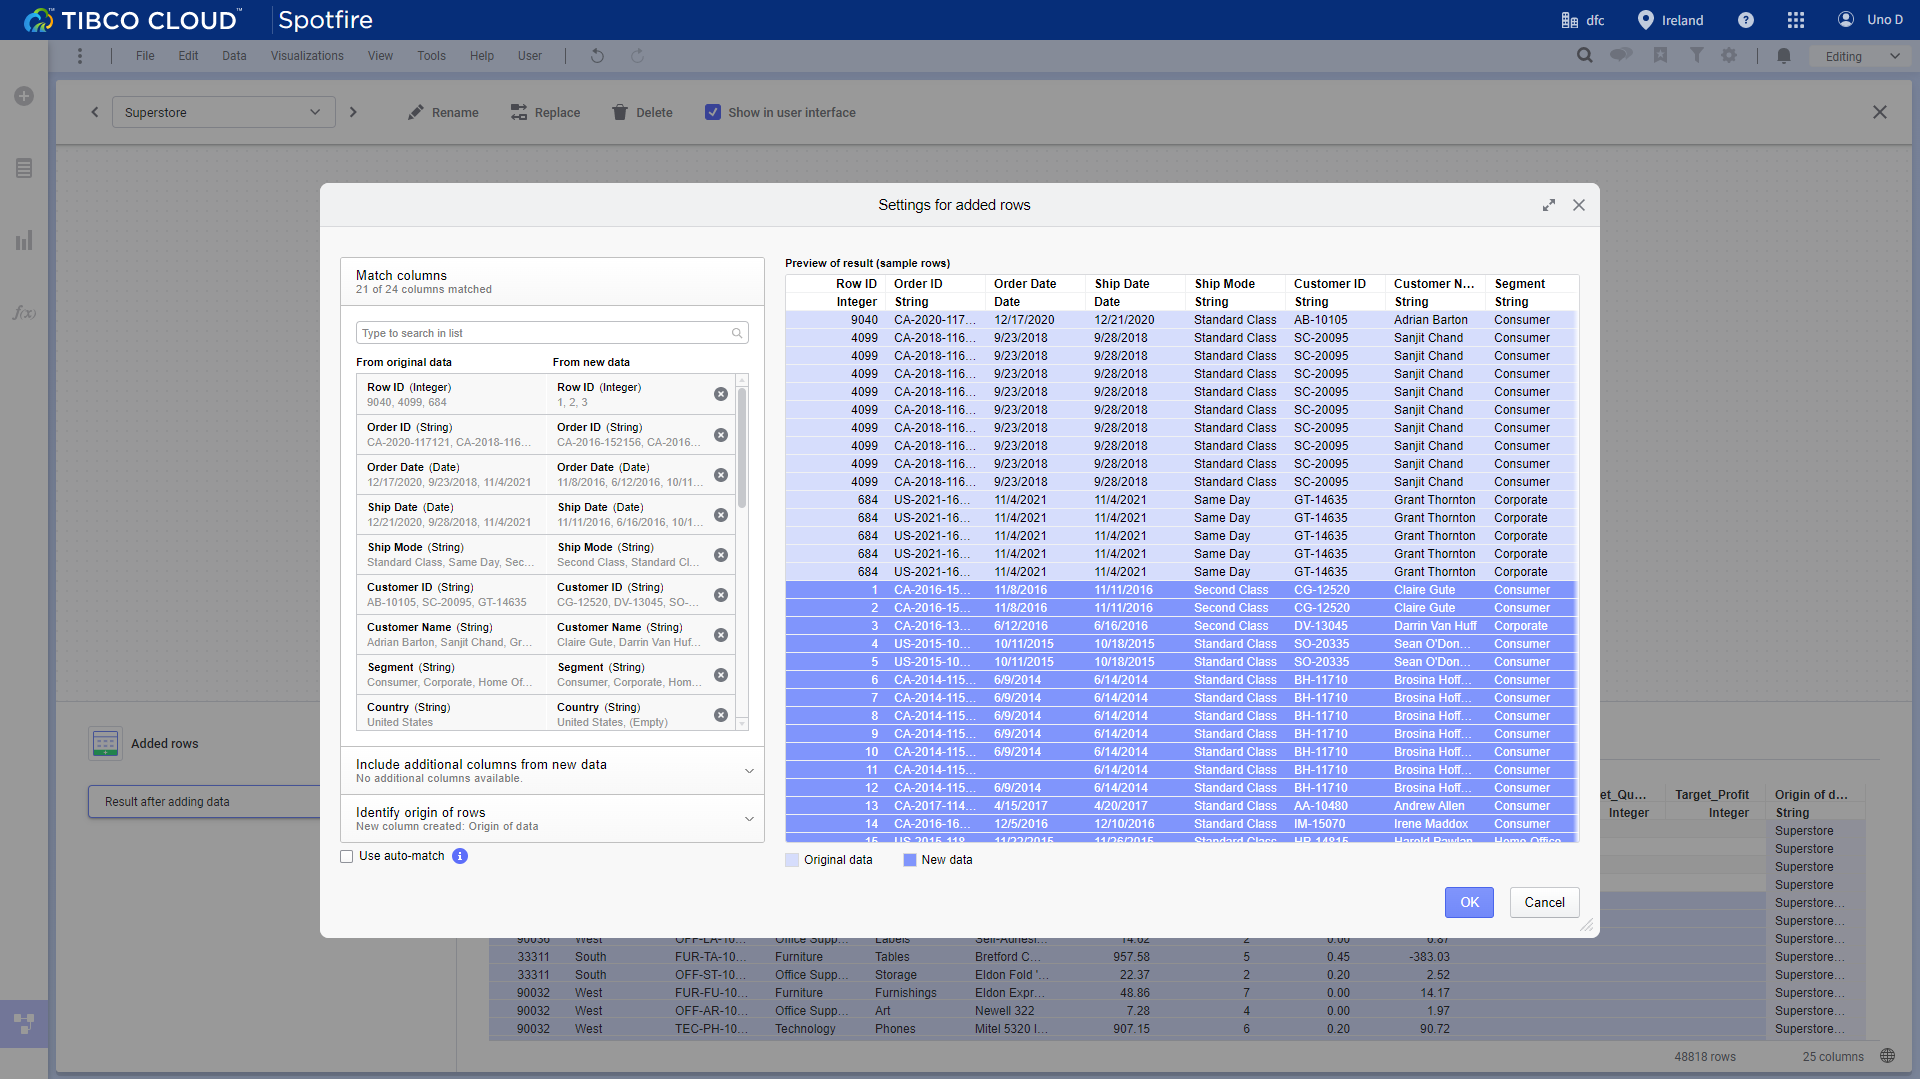 TIBCO CLOUD™ Spotfire
dfc Ireland ? Uno D
File Edit Data Visualizations View Tools Help User Editing
Superstore Rename Replace Delete Show in user interface
Settings for added rows
Match columns
21 of 24 columns matched
Type to search in list
From original data From new data
Row ID (Integer) Row ID (Integer)
9040, 4099, 684 1, 2, 3
Order ID (String) Order ID (String)
CA-2020-117121, CA-2018-116... CA-2016-152156, CA-2016...
Order Date (Date) Order Date (Date)
12/17/2020, 9/23/2018, 11/4/2021 11/8/2016, 6/12/2016, 10/11...
Ship Date (Date) Ship Date (Date)
12/21/2020, 9/28/2018, 11/4/2021 11/11/2016, 6/16/2016, 10/1...
Ship Mode (String) Ship Mode (String)
Standard Class, Same Day, Sec... Second Class, Standard Cl...
Customer ID (String) Customer ID (String)
AB-10105, SC-20095, GT-14635 CG-12520, DV-13045, SO-...
Customer Name (String) Customer Name (String)
Adrian Barton, Sanjit Chand, Gr... Claire Gute, Darrin Van Huf...
Segment (String) Segment (String)
Consumer, Corporate, Home Of... Consumer, Corporate, Hom...
Country (String) Country (String)
United States United States, (Empty)
Include additional columns from new data
No additional columns available.
Identify origin of rows
New column created: Origin of data
Use auto-match i
Preview of result (sample rows)
Row ID Order ID Order Date Ship Date Ship Mode Customer ID Customer N... Segment
Integer String Date Date String String String String
9040 CA-2020-117... 12/17/2020 12/21/2020 Standard Class AB-10105 Adrian Barton Consumer
4099 CA-2018-116... 9/23/2018 9/28/2018 Standard Class SC-20095 Sanjit Chand Consumer
4099 CA-2018-116... 9/23/2018 9/28/2018 Standard Class SC-20095 Sanjit Chand Consumer
4099 CA-2018-116... 9/23/2018 9/28/2018 Standard Class SC-20095 Sanjit Chand Consumer
4099 CA-2018-116... 9/23/2018 9/28/2018 Standard Class SC-20095 Sanjit Chand Consumer
4099 CA-2018-116... 9/23/2018 9/28/2018 Standard Class SC-20095 Sanjit Chand Consumer
4099 CA-2018-116... 9/23/2018 9/28/2018 Standard Class SC-20095 Sanjit Chand Consumer
4099 CA-2018-116... 9/23/2018 9/28/2018 Standard Class SC-20095 Sanjit Chand Consumer
4099 CA-2018-116... 9/23/2018 9/28/2018 Standard Class SC-20095 Sanjit Chand Consumer
4099 CA-2018-116... 9/23/2018 9/28/2018 Standard Class SC-20095 Sanjit Chand Consumer
684 US-2021-16... 11/4/2021 11/4/2021 Same Day GT-14635 Grant Thornton Corporate
684 US-2021-16... 11/4/2021 11/4/2021 Same Day GT-14635 Grant Thornton Corporate
684 US-2021-16... 11/4/2021 11/4/2021 Same Day GT-14635 Grant Thornton Corporate
684 US-2021-16... 11/4/2021 11/4/2021 Same Day GT-14635 Grant Thornton Corporate
684 US-2021-16... 11/4/2021 11/4/2021 Same Day GT-14635 Grant Thornton Corporate
1 CA-2016-15... 11/8/2016 11/11/2016 Second Class CG-12520 Claire Gute Consumer
2 CA-2016-15... 11/8/2016 11/11/2016 Second Class CG-12520 Claire Gute Consumer
3 CA-2016-13... 6/12/2016 6/16/2016 Second Class DV-13045 Darrin Van Huff Corporate
4 US-2015-10... 10/11/2015 10/18/2015 Standard Class SO-20335 Sean O'Don... Consumer
5 US-2015-10... 10/11/2015 10/18/2015 Standard Class SO-20335 Sean O'Don... Consumer
6 CA-2014-115... 6/9/2014 6/14/2014 Standard Class BH-11710 Brosina Hoff... Consumer
7 CA-2014-115... 6/9/2014 6/14/2014 Standard Class BH-11710 Brosina Hoff... Consumer
8 CA-2014-115... 6/9/2014 6/14/2014 Standard Class BH-11710 Brosina Hoff... Consumer
9 CA-2014-115... 6/9/2014 6/14/2014 Standard Class BH-11710 Brosina Hoff... Consumer
10 CA-2014-115... 6/9/2014 6/14/2014 Standard Class BH-11710 Brosina Hoff... Consumer
11 CA-2014-115... 6/14/2014 Standard Class BH-11710 Brosina Hoff... Consumer
12 CA-2014-115... 6/9/2014 6/14/2014 Standard Class BH-11710 Brosina Hoff... Consumer
13 CA-2017-114... 4/15/2017 4/20/2017 Standard Class AA-10480 Andrew Allen Consumer
14 CA-2016-16... 12/5/2016 12/10/2016 Standard Class IM-15070 Irene Maddox Consumer
15 US-2015-118... 11/22/2015 11/26/2015 Standard Class HP-14815 Harold Pawlan Home Office
Original data New data
OK Cancel
f(x)
Added rows
Result after adding data
et_Qu... Target_Profit Origin of d...
Integer Integer String
Superstore
Superstore
Superstore
Superstore
Superstore...
Superstore...
90036 West OFF-LA-10... Office Supp... Labels Self-Adhesi... 14.62 2 0.00 6.87 Superstore...
33311 South FUR-TA-10... Furniture Tables Bretford C... 957.58 5 0.45 -383.03 Superstore...
33311 South OFF-ST-10... Office Supp... Storage Eldon Fold '... 22.37 2 0.20 2.52 Superstore...
90032 West FUR-FU-10... Furniture Furnishings Eldon Expr... 48.86 7 0.00 14.17 Superstore...
90032 West OFF-AR-10... Office Supp... Art Newell 322 7.28 4 0.00 1.97 Superstore...
90032 West TEC-PH-10... Technology Phones Mitel 5320 I... 907.15 6 0.20 90.72 Superstore...
48818 rows 25 columns